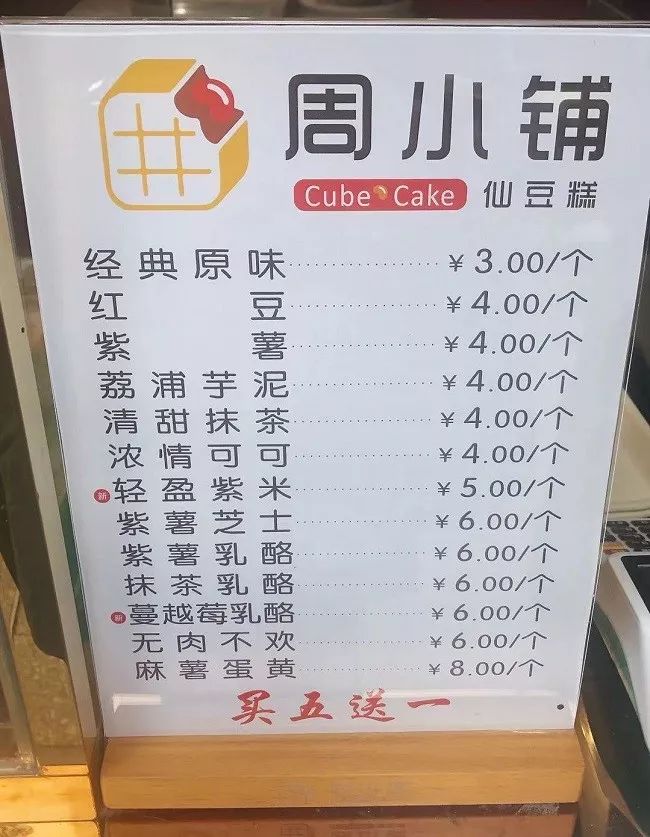 周小铺
Cube Cake 仙豆糕
经典原味 ¥3.00/个
红豆 ¥4.00/个
紫薯 ¥4.00/个
荔浦芋泥 ¥4.00/个
清甜抹茶 ¥4.00/个
浓情可可 ¥4.00/个
新 轻盈紫米 ¥5.00/个
紫薯芝士 ¥6.00/个
紫薯乳酪 ¥6.00/个
抹茶乳酪 ¥6.00/个
新 蔓越莓乳酪 ¥6.00/个
无肉不欢 ¥6.00/个
麻薯蛋黄 ¥8.00/个
买五送一